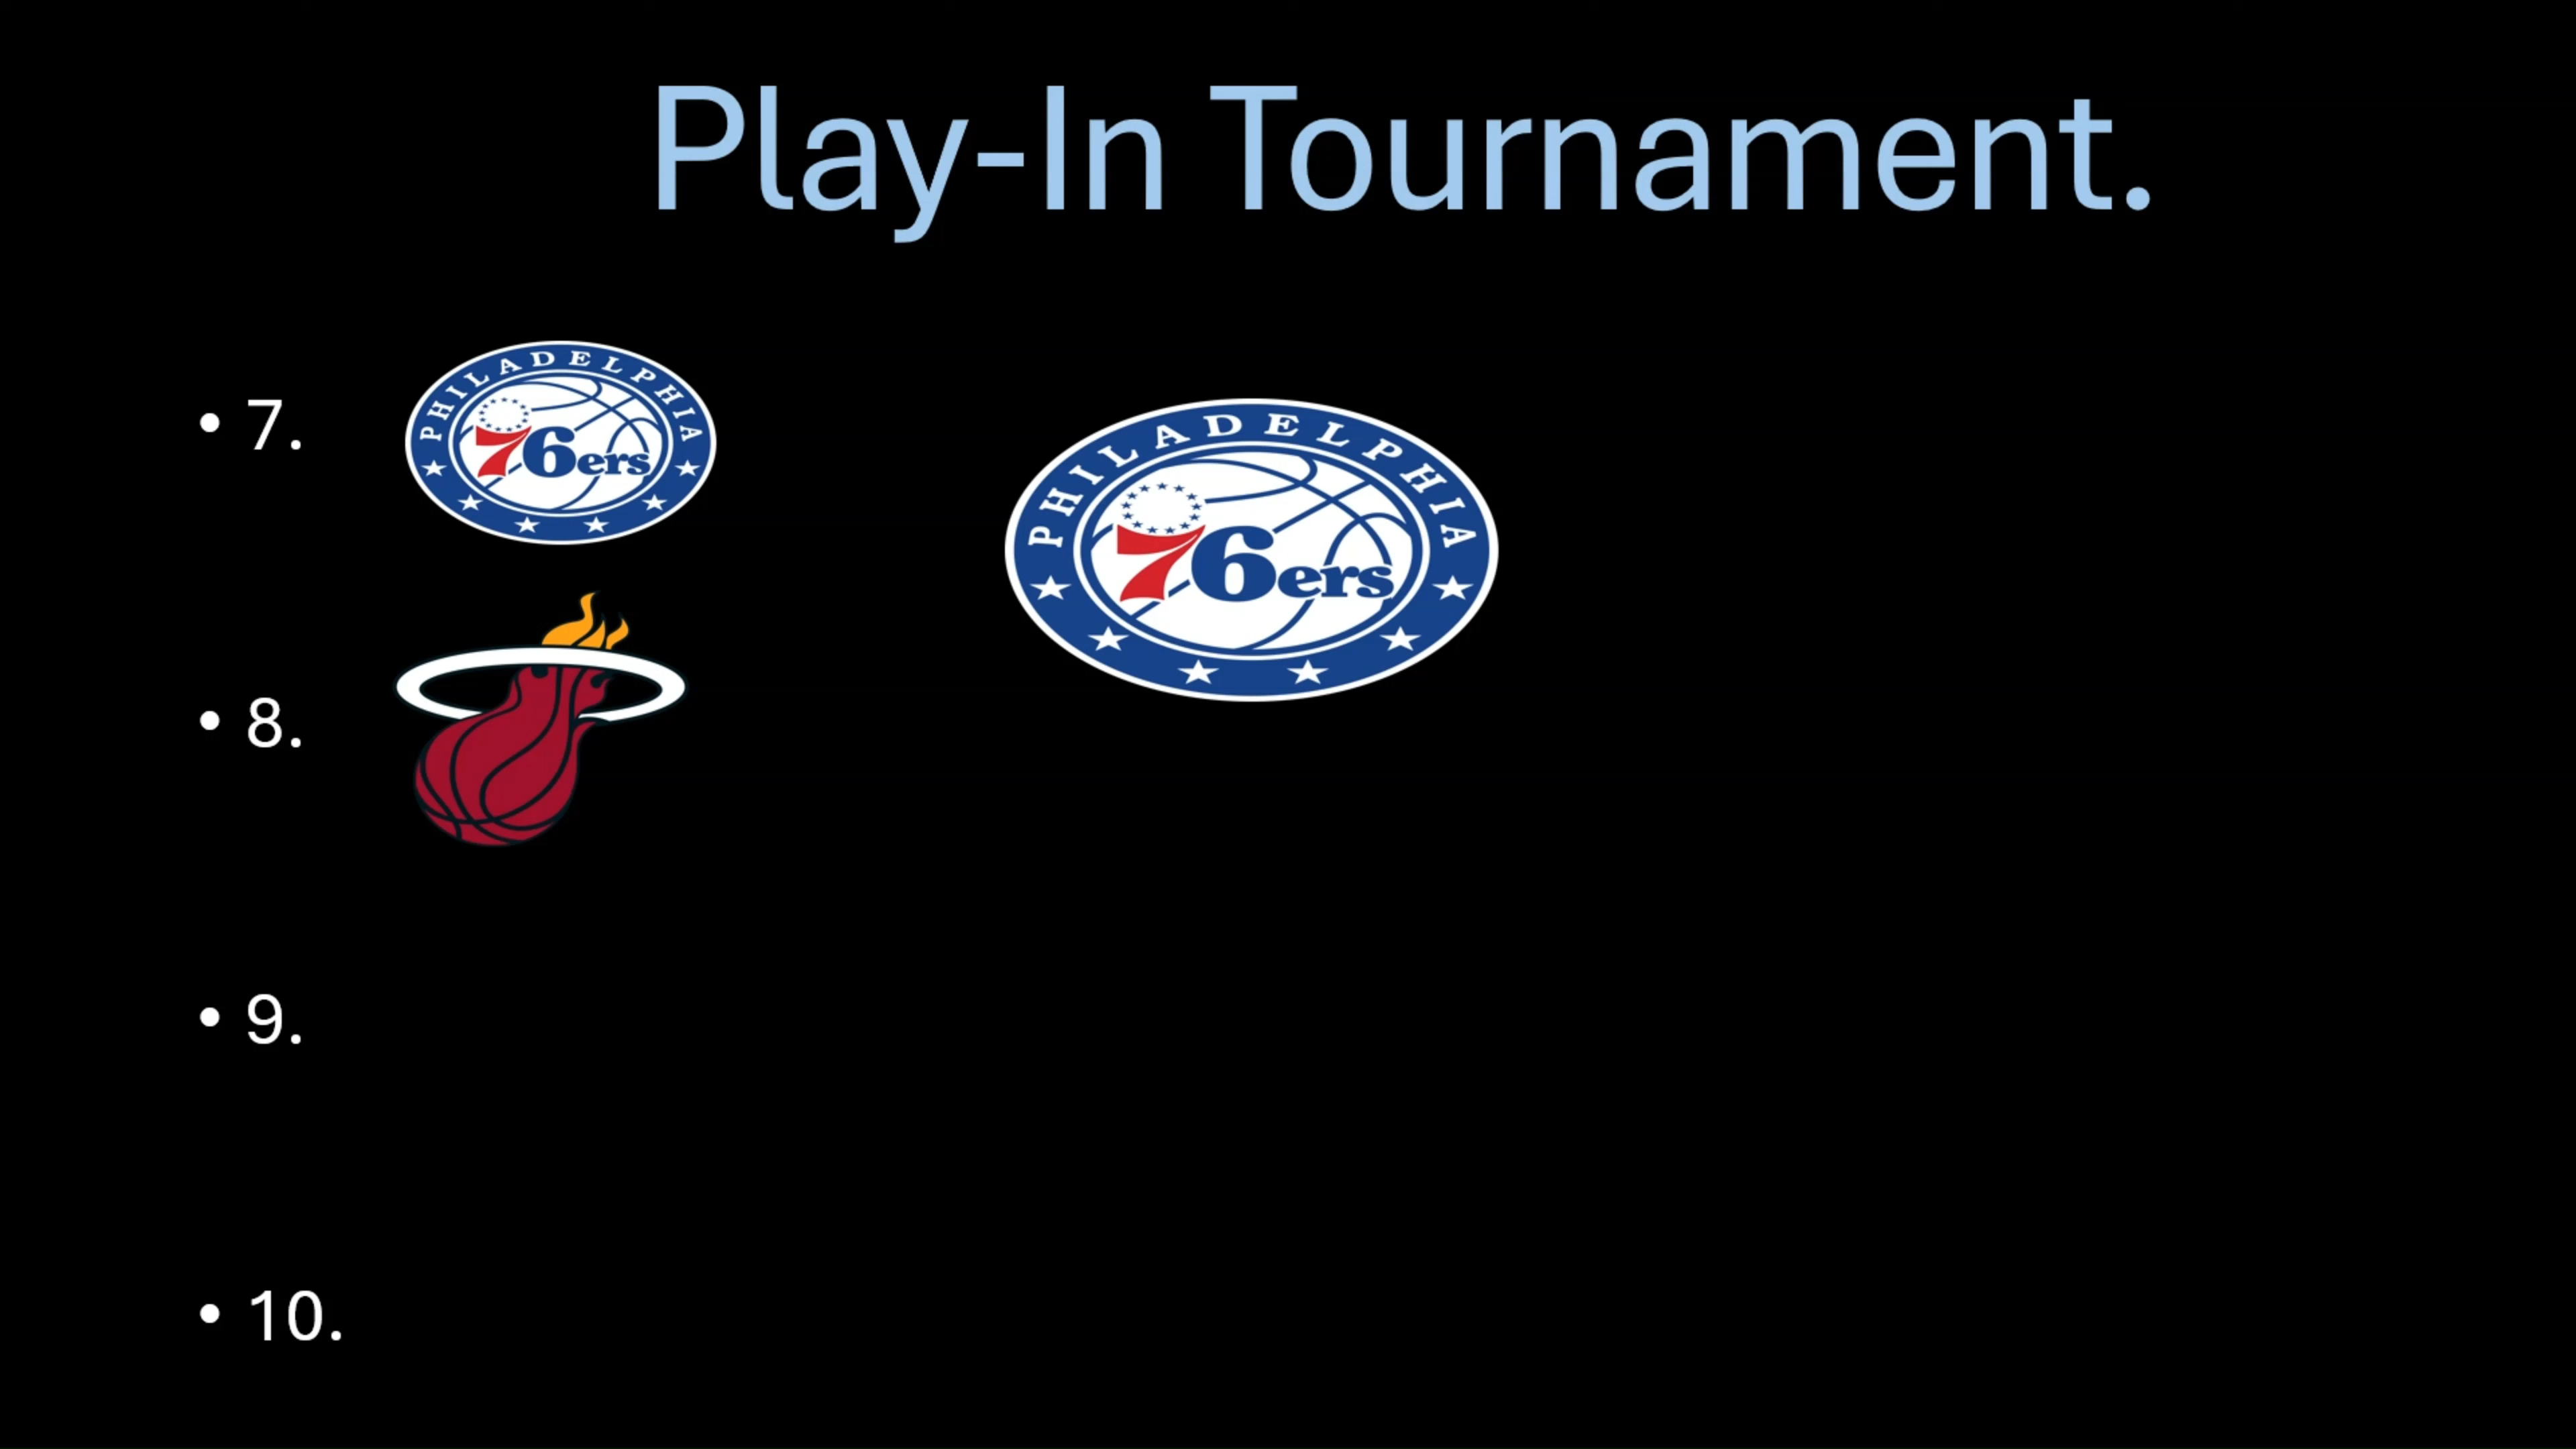 Play-In Tournament.
• 7.
PHILADELPHIA
76ers
PHILADELPHIA
76ers
• 8.
• 9.
• 10.